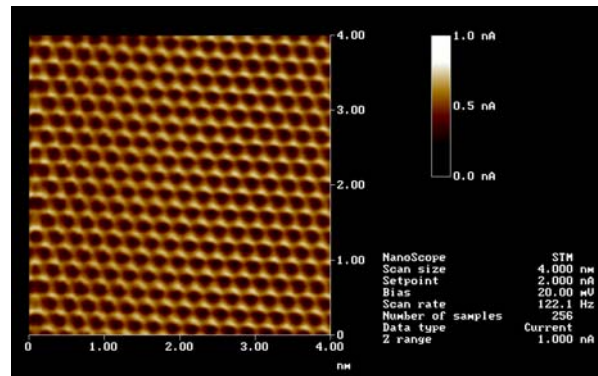 4.00
3.00
2.00
1.00
0
0 1.00 2.00 3.00 4.00
nm
1.0 nA
0.5 nA
0.0 nA
NanoScope STM
Scan size 4.000 nm
Setpoint 2.000 nA
Bias 20.00 mV
Scan rate 122.1 Hz
Number of samples 256
Data type Current
Z range 1.000 nA